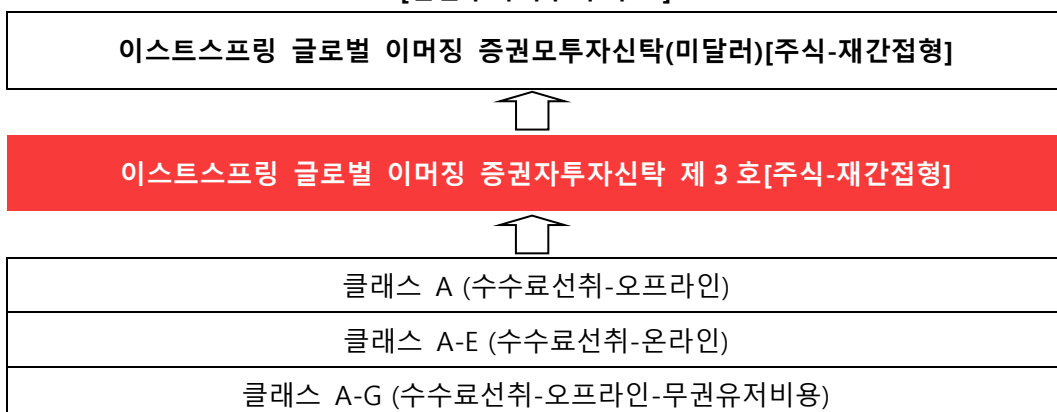 이스트스프링 글로벌 이머징 증권모투자신탁(미달러)[주식-재간접형]
이스트스프링 글로벌 이머징 증권자투자신탁 제 3 호[주식-재간접형]
클래스 A (수수료선취-오프라인)
클래스 A-E (수수료선취-온라인)
클래스 A-G (수수료선취-오프라인-무권유저비용)